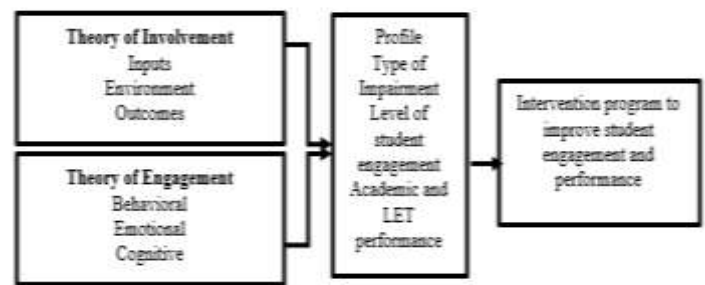 Theory of Involvement
Inputs
Environment
Outcomes
Theory of Engagement
Behavioral
Emotional
Cognitive
Profile
Type of
Impairment
Level of
student
engagement
Academic and
LET
performance
Intervention program to
improve student
engagement and
performance